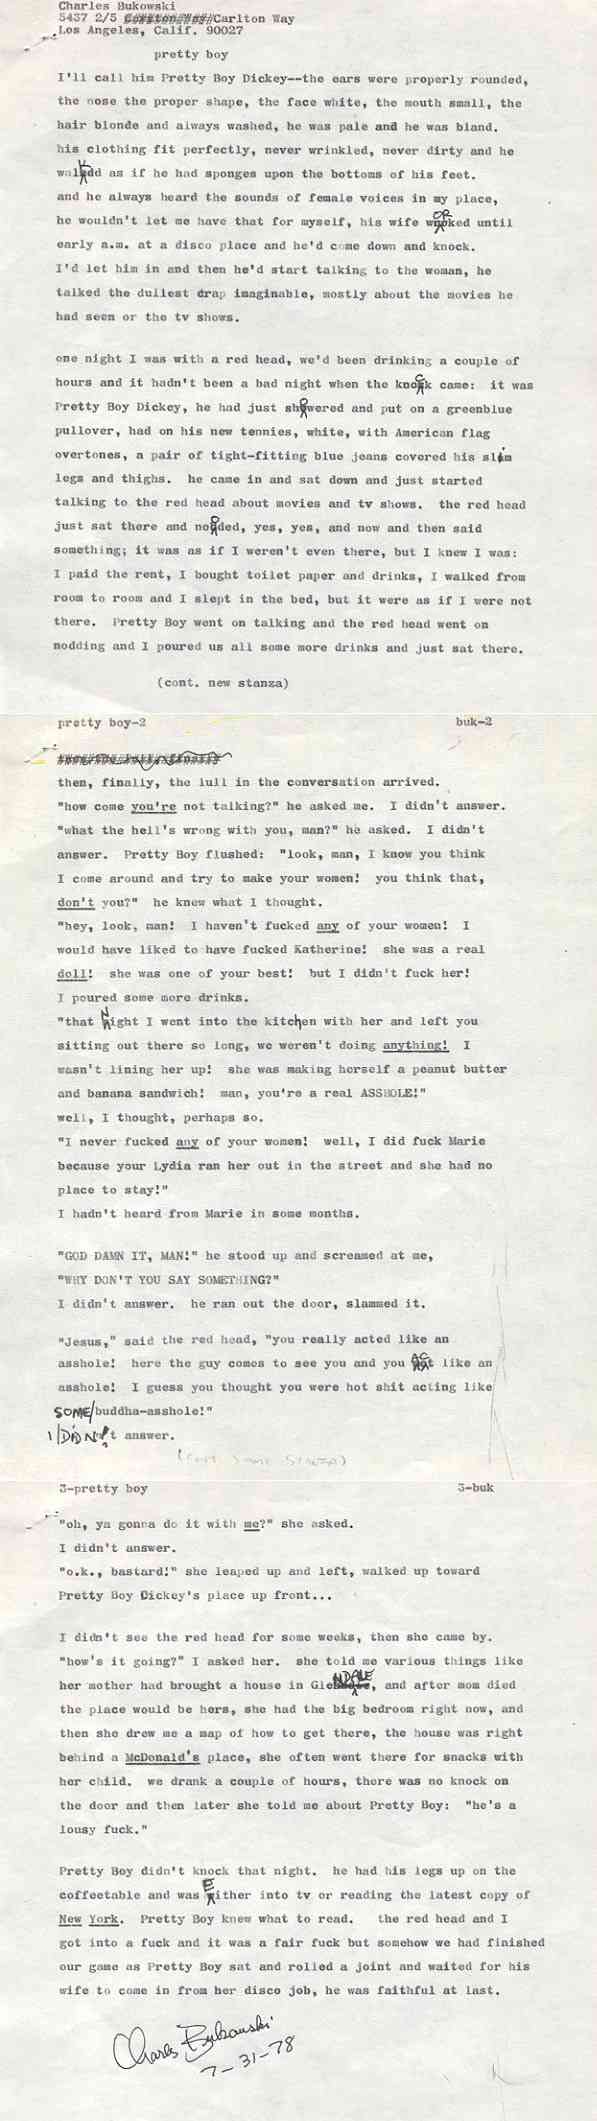 Charles Bukowski
5437 2/5 Carlton Way
Los Angeles, Calif. 90027
pretty boy
I'll call him Pretty Boy Dickey--the ears were properly rounded,
the nose the proper shape, the face white, the mouth small, the
hair blonde and always washed, he was pale and he was bland.
his clothing fit perfectly, never wrinkled, never dirty and he
walkdd as if he had sponges upon the bottoms of his feet.
and he always heard the sounds of female voices in my place,
he wouldn't let me have that for myself, his wife worked until
early a.m. at a disco place and he'd come down and knock.
I'd let him in and then he'd start talking to the woman, he
talked the dullest crap imaginable, mostly about the movies he
had seen or the tv shows.
one night I was with a red head, we'd been drinking a couple of
hours and it hadn't been a bad night when the knock came: it was
Pretty Boy Dickey, he had just showered and put on a greenblue
pullover, had on his new tennies, white, with American flag
overtones, a pair of tight-fitting blue jeans covered his slim
legs and thighs. he came in and sat down and just started
talking to the red head about movies and tv shows. the red head
just sat there and nodded, yes, yes, and now and then said
something; it was as if I weren't even there, but I knew I was:
I paid the rent, I bought toilet paper and drinks, I walked from
room to room and I slept in the bed, but it were as if I were not
there. Pretty Boy went on talking and the red head went on
nodding and I poured us all some more drinks and just sat there.
(cont. new stanza)
pretty boy-2 buk-2
then, finally, the lull in the conversation arrived.
"how come you're not talking?" he asked me. I didn't answer.
"what the hell's wrong with you, man?" he asked. I didn't
answer. Pretty Boy flushed: "look, man, I know you think
I come around and try to make your women! you think that,
don't you?" he knew what I thought.
"hey, look, man! I haven't fucked any of your women! I
would have liked to have fucked Katherine! she was a real
doll! she was one of your best! but I didn't fuck her!
I poured some more drinks.
"that Night I went into the kitchen with her and left you
sitting out there so long, we weren't doing anything! I
wasn't lining her up! she was making herself a peanut butter
and banana sandwich! man, you're a real ASSHOLE!"
well, I thought, perhaps so.
"I never fucked any of your women! well, I did fuck Marie
because your Lydia ran her out in the street and she had no
place to stay!"
I hadn't heard from Marie in some months.
"GOD DAMN IT, MAN!" he stood up and screamed at me,
"WHY DON'T YOU SAY SOMETHING?"
I didn't answer. he ran out the door, slammed it.
"Jesus," said the red head, "you really acted like an
asshole! here the guy comes to see you and you ACt like an
asshole! I guess you thought you were hot shit acting like
SOME/buddha-asshole!"
I/DIDN't answer.
(cont same stanza)
3-pretty boy 3-buk
"oh, ya gonna do it with me?" she asked.
I didn't answer.
"o.k., bastard!" she leaped up and left, walked up toward
Pretty Boy Dickey's place up front...
I didn't see the red head for some weeks, then she came by.
"how's it going?" I asked her. she told me various things like
her mother had brought a house in GleNDALE, and after mom died
the place would be hers, she had the big bedroom right now, and
then she drew me a map of how to get there, the house was right
behind a McDonald's place, she often went there for snacks with
her child. we drank a couple of hours, there was no knock on
the door and then later she told me about Pretty Boy: "he's a
lousy fuck."
Pretty Boy didn't knock that night. he had his legs up on the
coffeetable and was Either into tv or reading the latest copy of
New York. Pretty Boy knew what to read. the red head and I
got into a fuck and it was a fair fuck but somehow we had finished
our game as Pretty Boy sat and rolled a joint and waited for his
wife to come in from her disco job, he was faithful at last.
Charles Bukowski
7-31-78